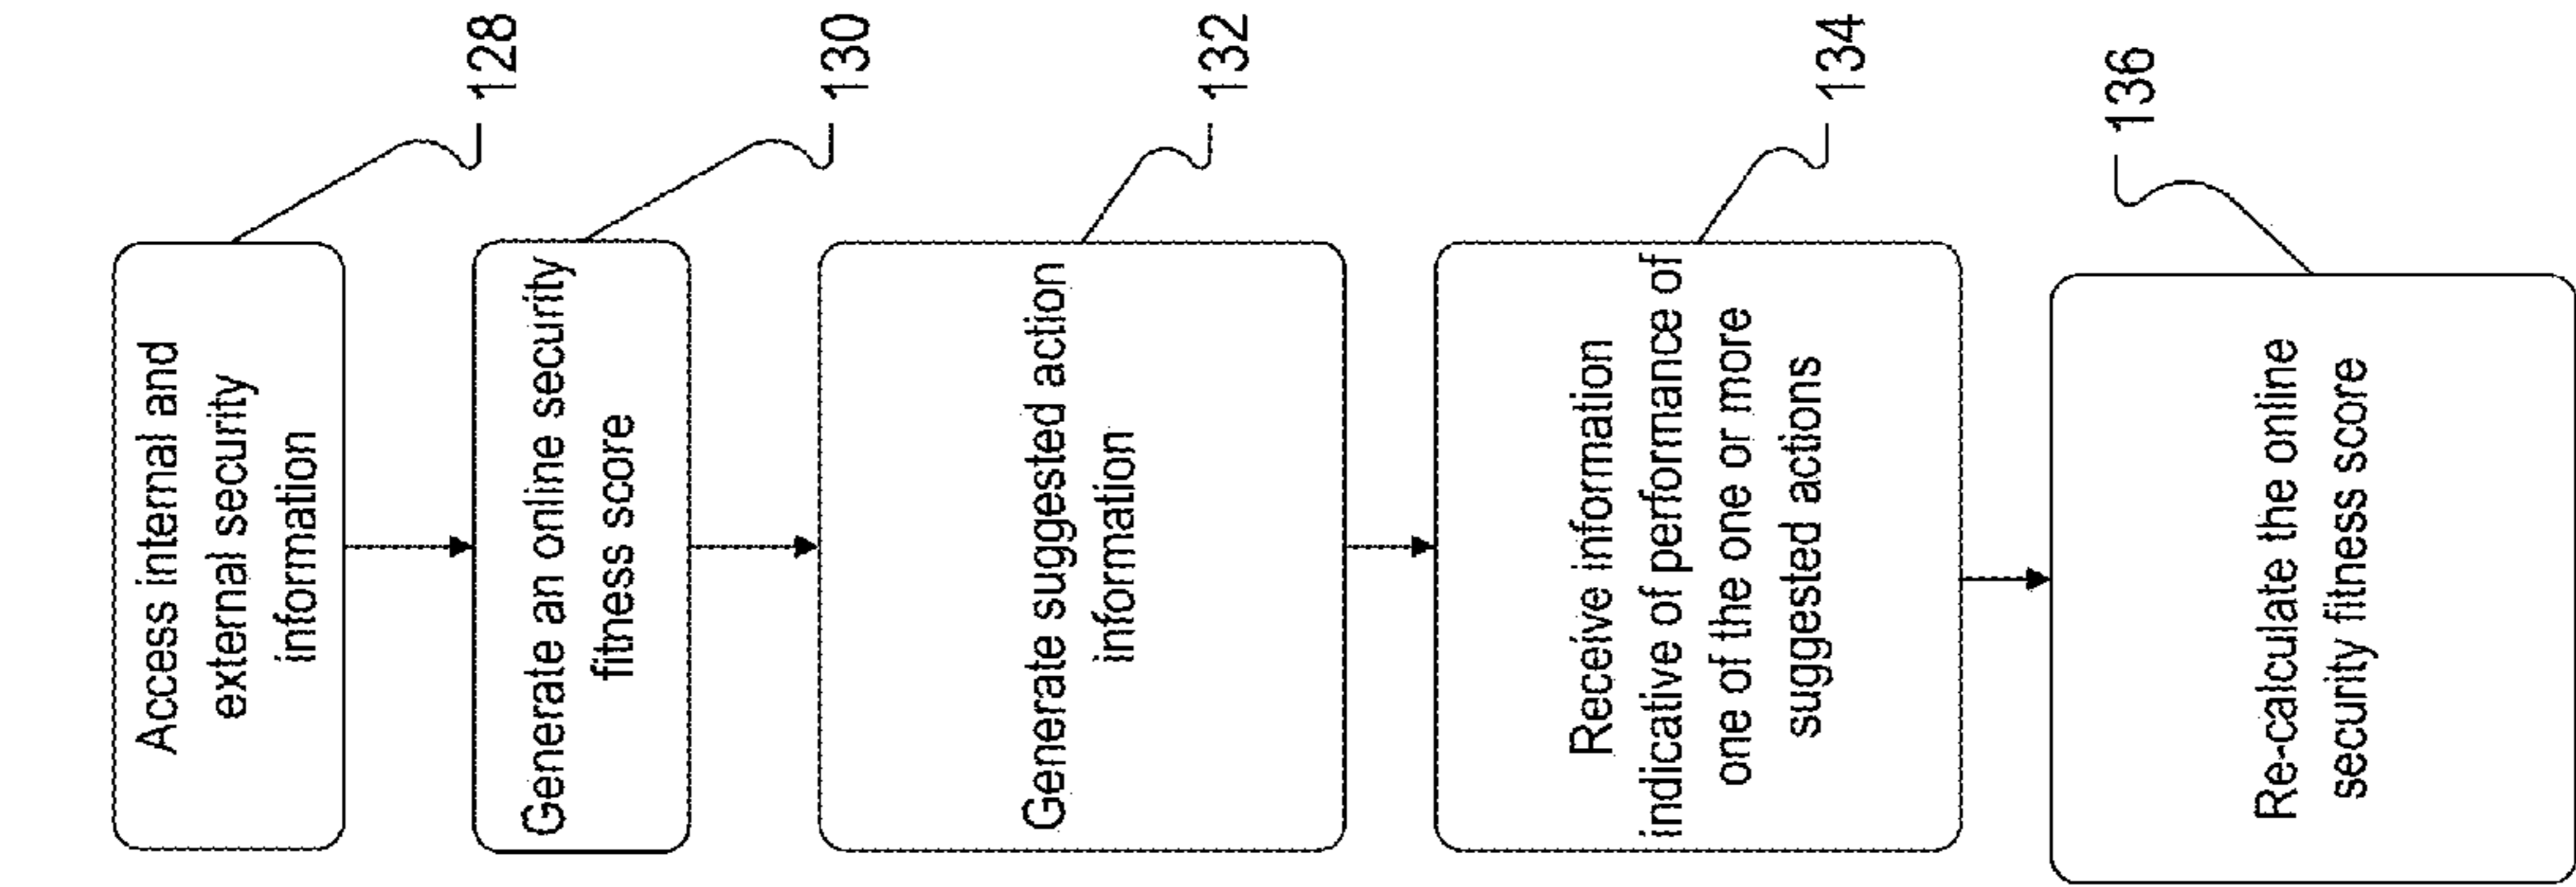 Access internal and
external security
information
128
Generate an online security
fitness score
130
Generate suggested action
information
132
Receive information
indicative of performance of
one of the one or more
suggested actions
134
Re-calculate the online
security fitness score
136